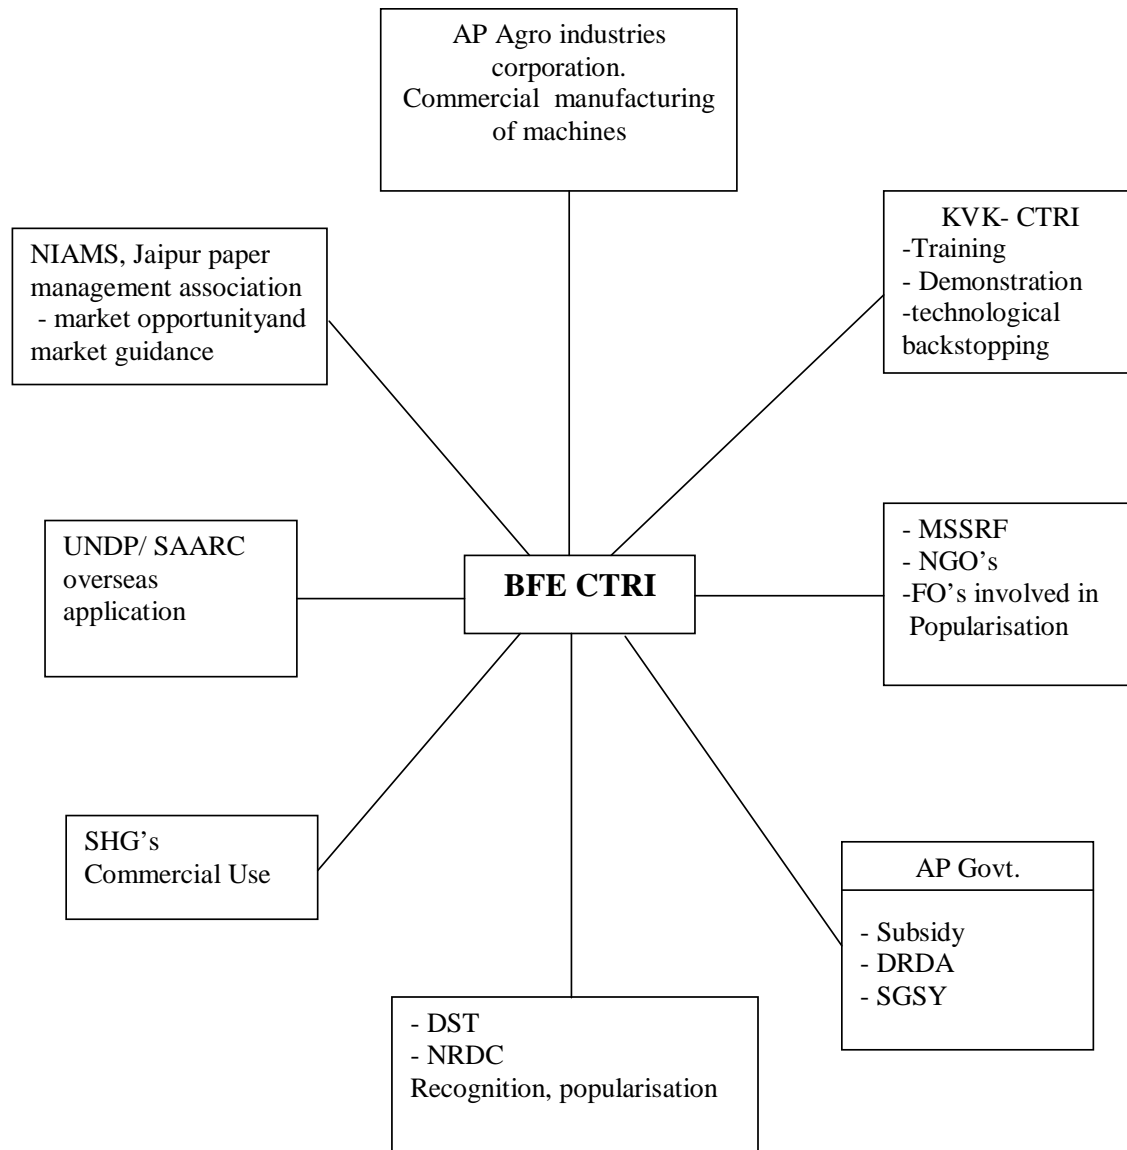 AP Agro industries
corporation.
Commercial manufacturing
of machines
KVK- CTRI
-Training
- Demonstration
-technological
backstopping
NIAMS, Jaipur paper
management association
- market opportunityand
market guidance
- MSSRF
- NGO's
-FO's involved in
Popularisation
UNDP/ SAARC
overseas
application
BFE CTRI
SHG's
Commercial Use
AP Govt.
- Subsidy
- DRDA
- SGSY
- DST
- NRDC
Recognition, popularisation